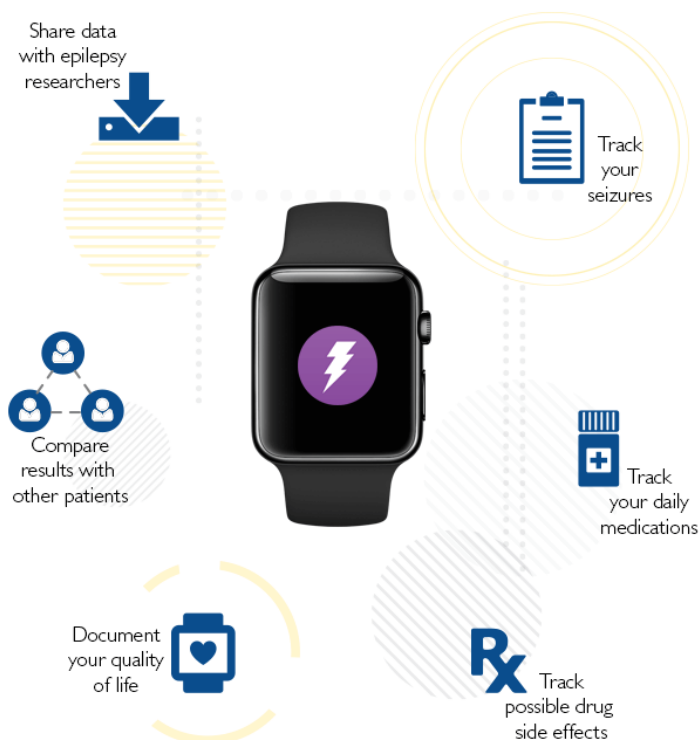 Share data
with epilepsy
researchers
Track
your
seizures
Compare
results with
other patients
Track
your daily
medications
Document
your quality
of life
Rx
Track
possible drug
side effects